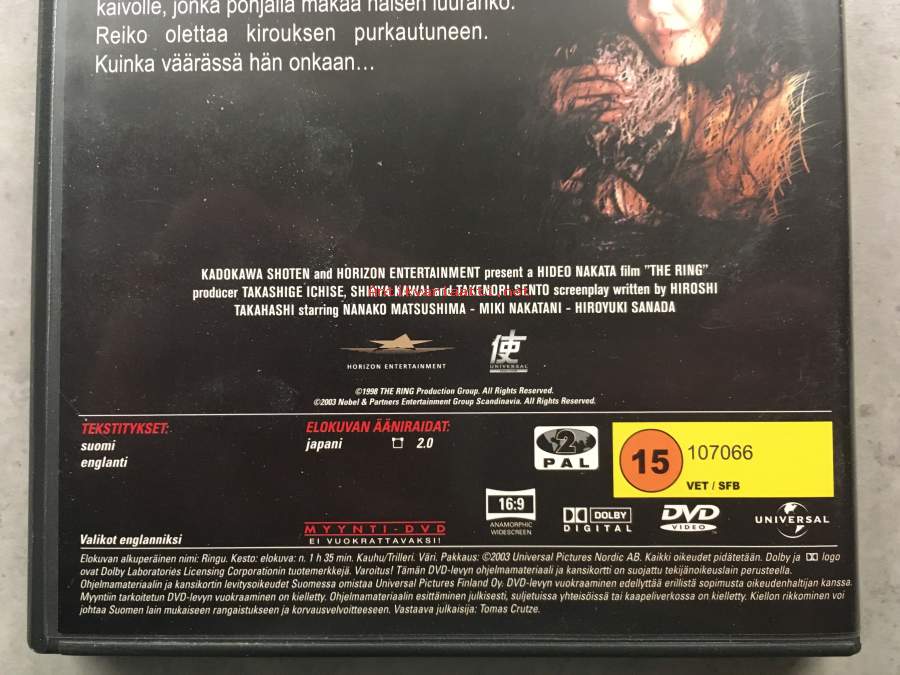 kaivolle, jonka pohjalla makaa naisen luuranko.
Reiko olettaa kirouksen purkautuneen.
Kuinka väärässä hän onkaan...
KADOKAWA SHOTEN and HORIZON ENTERTAINMENT present a HIDEO NAKATA film "THE RING"
producer TAKASHIGE ICHISE, SHINYA KAWAI and TAKENORI SENTO screenplay written by HIROSHI
TAKAHASHI starring NANAKO MATSUSHIMA - MIKI NAKATANI - HIROYUKI SANADA
Antikvariaatti.net
HORIZON ENTERTAINMENT
使
UNIVERSAL
©1998 THE RING Production Group. All Rights Reserved.
©2003 Nobel & Partners Entertainment Group Scandinavia. All Rights Reserved.
TEKSTITYKSET:
suomi
englanti
ELOKUVAN ÄÄNIRAIDAT:
japani 2.0
2
PAL
15 107066
VET / SFB
16:9
ANAMORPHIC
WIDESCREEN
DOLBY
DIGITAL
DVD
VIDEO
UNIVERSAL
Valikot englanniksi
MYYNTI-DVD
EI VUOKRATTAVAKSI!
Elokuvan alkuperäinen nimi: Ringu. Kesto: elokuva: n. 1 h 35 min. Kauhu/Trilleri. Väri. Pakkaus: ©2003 Universal Pictures Nordic AB. Kaikki oikeudet pidätetään. Dolby ja logo
ovat Dolby Laboratories Licensing Corporationin tuotemerkkejä. Varoitus! Tämän DVD-levyn ohjelmamateriaali ja kansikortti on suojattu tekijänoikeuslain perusteella.
Ohjelmamateriaalin ja kansikortin levitysoikeudet Suomessa omistaa Universal Pictures Finland Oy. DVD-levyn vuokraaminen edellyttää erillistä sopimusta oikeudenhaltijan kanssa.
Myyntiin tarkoitetun DVD-levyn vuokraaminen on kielletty. Ohjelmamateriaalin esittäminen julkisesti, suljetuissa yhteisöissä tai kaapeliverkossa on kielletty. Kiellon rikkominen voi
johtaa Suomen lain mukaiseen rangaistukseen ja korvausvelvoitteeseen. Vastaava julkaisija: Tomas Crutze.